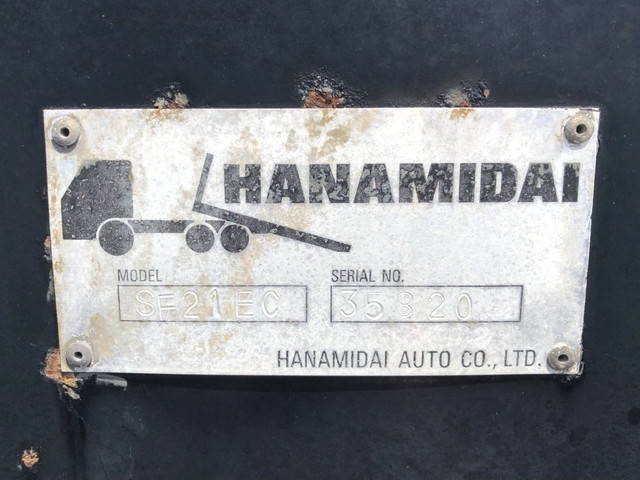 HANAMIDAI
MODEL SERIAL NO.
SF21EC 35820
HANAMIDAI AUTO CO., LTD.